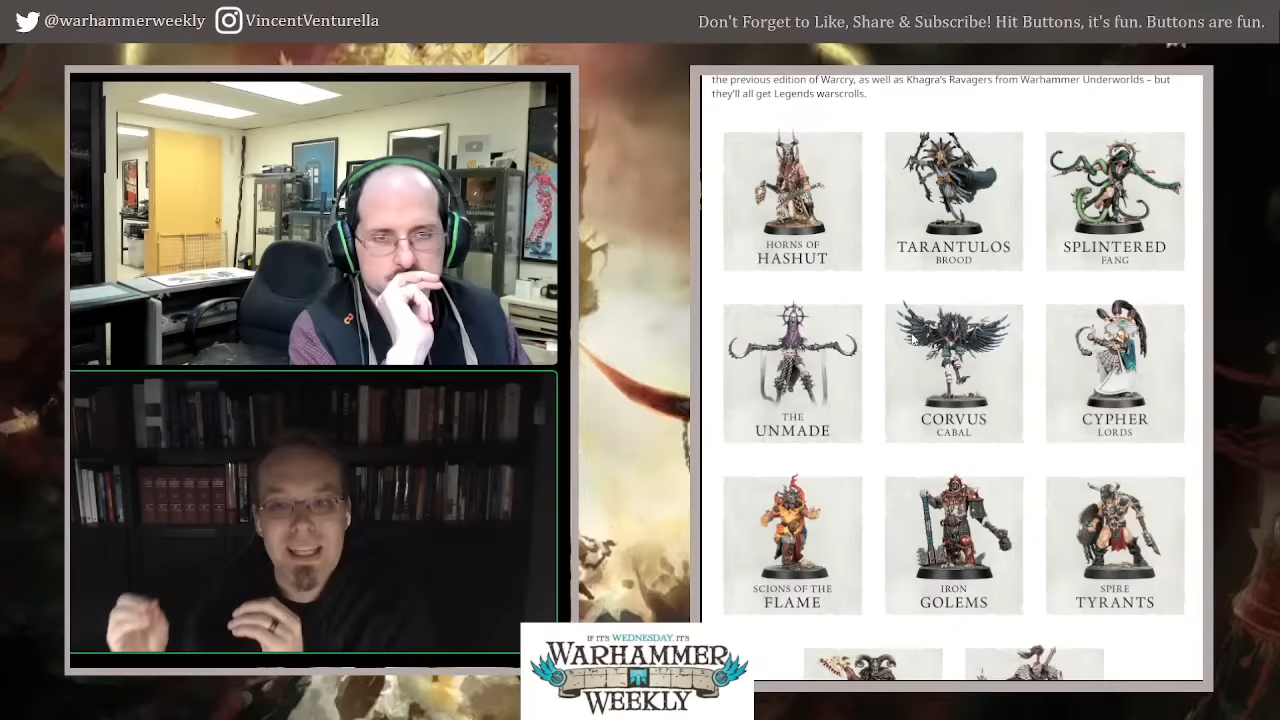 @warhammerweekly VincentVenturella
Don't Forget to Like, Share & Subscribe! Hit Buttons, it's fun. Buttons are fun.
the previous edition of Warcry, as well as Khagra's Ravagers from Warhammer Underworlds – but
they'll all get Legends warscrolls.
HORNS OF
HASHUT
TARANTULOS
BROOD
SPLINTERED
FANG
THE
UNMADE
CORVUS
CABAL
CYPHER
LORDS
SCIONS OF THE
FLAME
IRON
GOLEMS
SPIRE
TYRANTS
IF IT'S WEDNESDAY, IT'S
WARHAMMER
WEEKLY